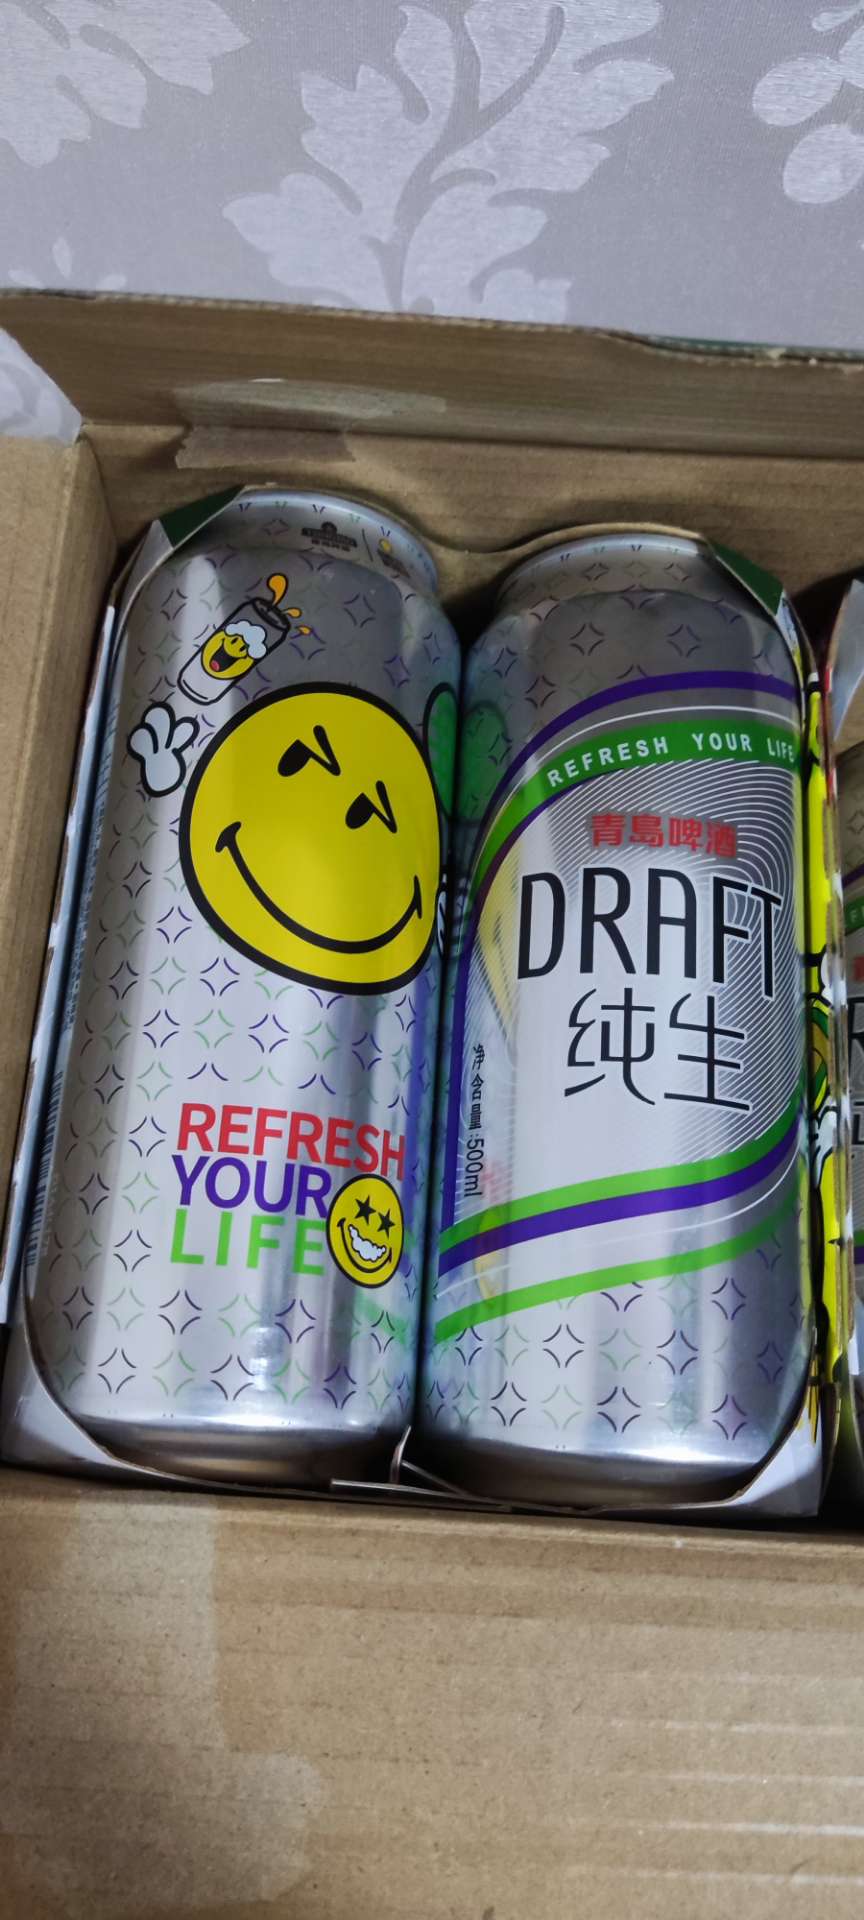 REFRESH
YOUR
LIFE
REFRESH YOUR LIFE
青島啤酒
DRAFT
纯生
净含量:500ml